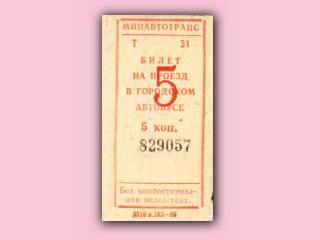 МИНАВТОТРАНС
Т 31
БИЛЕТ
НА ПРОЕЗД
В ГОРОДСКОМ
АВТОБУСЕ
5
5 коп.
829057
Без компостирова-
ния недействит.